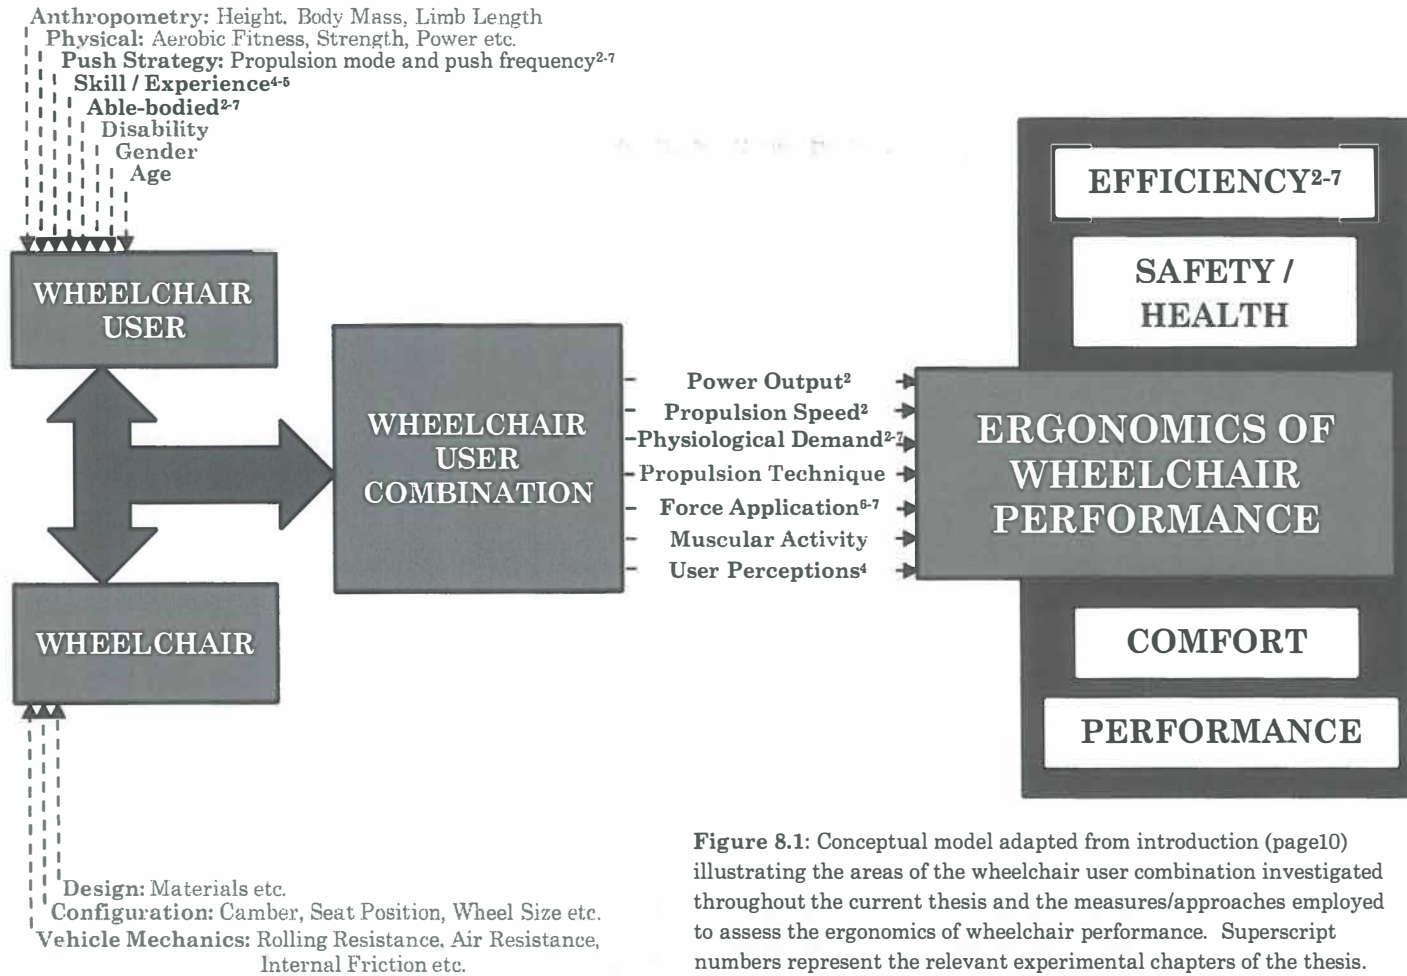 Anthropometry: Height. Body Mass, Limb Length
Physical: Aerobic Fitness, Strength, Power etc.
Push Strategy: Propulsion mode and push frequency²⁻⁷
Skill / Experience⁴⁻⁵
Able-bodied²⁻⁷
Disability
Gender
Age
WHEELCHAIR
USER
WHEELCHAIR
USER
COMBINATION
WHEELCHAIR
Design: Materials etc.
Configuration: Camber, Seat Position, Wheel Size etc.
Vehicle Mechanics: Rolling Resistance, Air Resistance,
Internal Friction etc.
Power Output²
Propulsion Speed²
Physiological Demand²⁻⁷
Propulsion Technique
Force Application⁶⁻⁷
Muscular Activity
User Perceptions⁴
EFFICIENCY²⁻⁷
SAFETY /
HEALTH
ERGONOMICS OF
WHEELCHAIR
PERFORMANCE
COMFORT
PERFORMANCE
Figure 8.1: Conceptual model adapted from introduction (page10)
illustrating the areas of the wheelchair user combination investigated
throughout the current thesis and the measures/approaches employed
to assess the ergonomics of wheelchair performance. Superscript
numbers represent the relevant experimental chapters of the thesis.